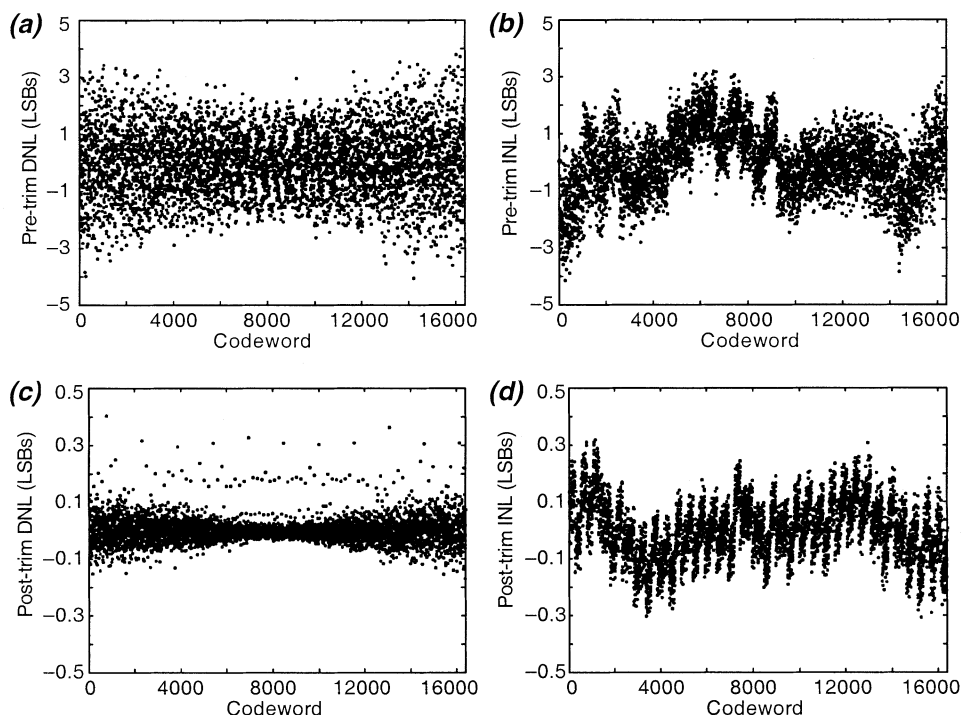 (a)
Pre-trim DNL (LSBs)
5
3
1
−1
−3
−5
0 4000 8000 12000 16000
Codeword
(b)
Pre-trim INL (LSBs)
5
3
1
−1
−3
−5
0 4000 8000 12000 16000
Codeword
(c)
Post-trim DNL (LSBs)
0.5
0.3
0.1
−0.1
−0.3
−0.5
0 4000 8000 12000 16000
Codeword
(d)
Post-trim INL (LSBs)
0.5
0.3
0.1
−0.1
−0.3
−0.5
0 4000 8000 12000 16000
Codeword